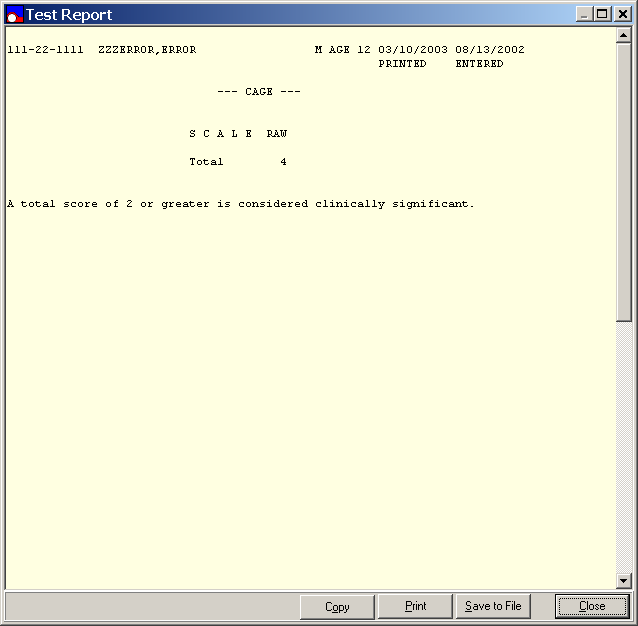 Test Report
111-22-1111 ZZZERROR,ERROR M AGE 12 03/10/2003 08/13/2002
PRINTED ENTERED
--- CAGE ---
S C A L E RAW
Total 4
A total score of 2 or greater is considered clinically significant.
Copy Print Save to File Close